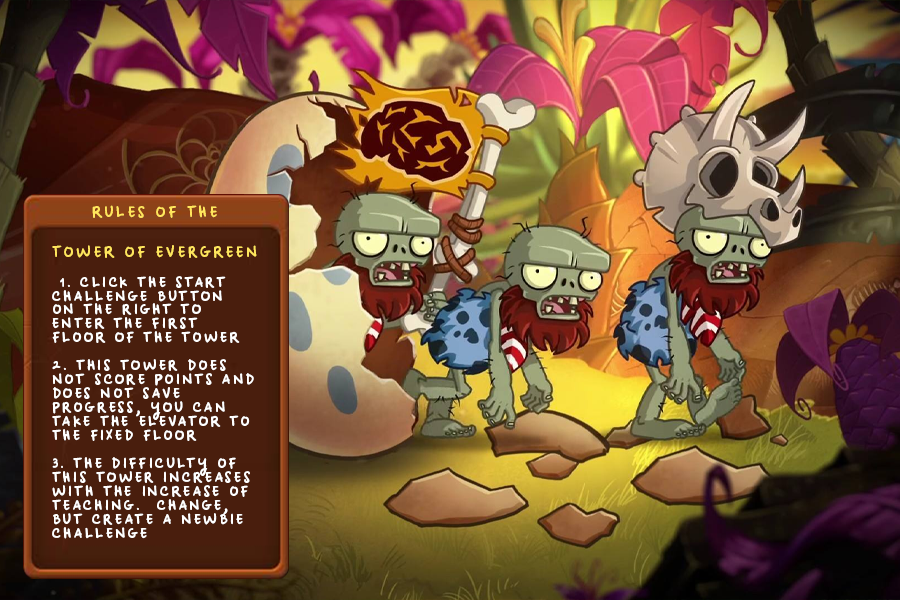 RULES OF THE
TOWER OF EVERGREEN
1. CLICK THE START
CHALLENGE BUTTON
ON THE RIGHT TO
ENTER THE FIRST
FLOOR OF THE TOWER
2. THIS TOWER DOES
NOT SCORE POINTS AND
DOES NOT SAVE
PROGRESS, YOU CAN
TAKE THE ELEVATOR TO
THE FIXED FLOOR
3. THE DIFFICULTY OF
THIS TOWER INCREASES
WITH THE INCREASE OF
TEACHING. CHANGE,
BUT CREATE A NEWBIE
CHALLENGE